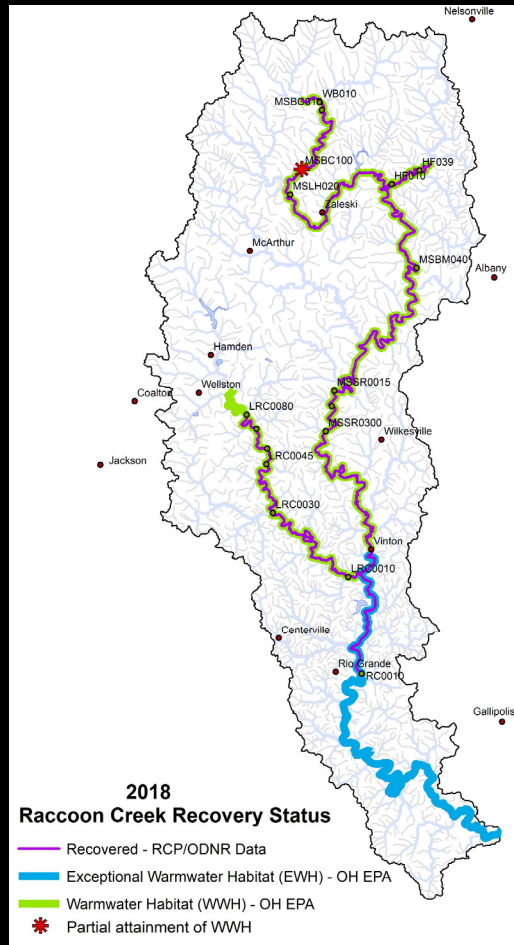 Nelsonville
WB010
MSBC010
MSBC100
HF039
HF010
MSLH020
Zaleski
McArthur
MSBM040
Albany
Hamden
Wellston
MSSR0015
Coalton
LRC0080
MSSR0300
Wilkesville
LRC0045
Jackson
LRC0030
Vinton
LRC0010
Centerville
Rio Grande
RC0010
Gallipolis
2018
Raccoon Creek Recovery Status
Recovered - RCP/ODNR Data
Exceptional Warmwater Habitat (EWH) - OH EPA
Warmwater Habitat (WWH) - OH EPA
Partial attainment of WWH